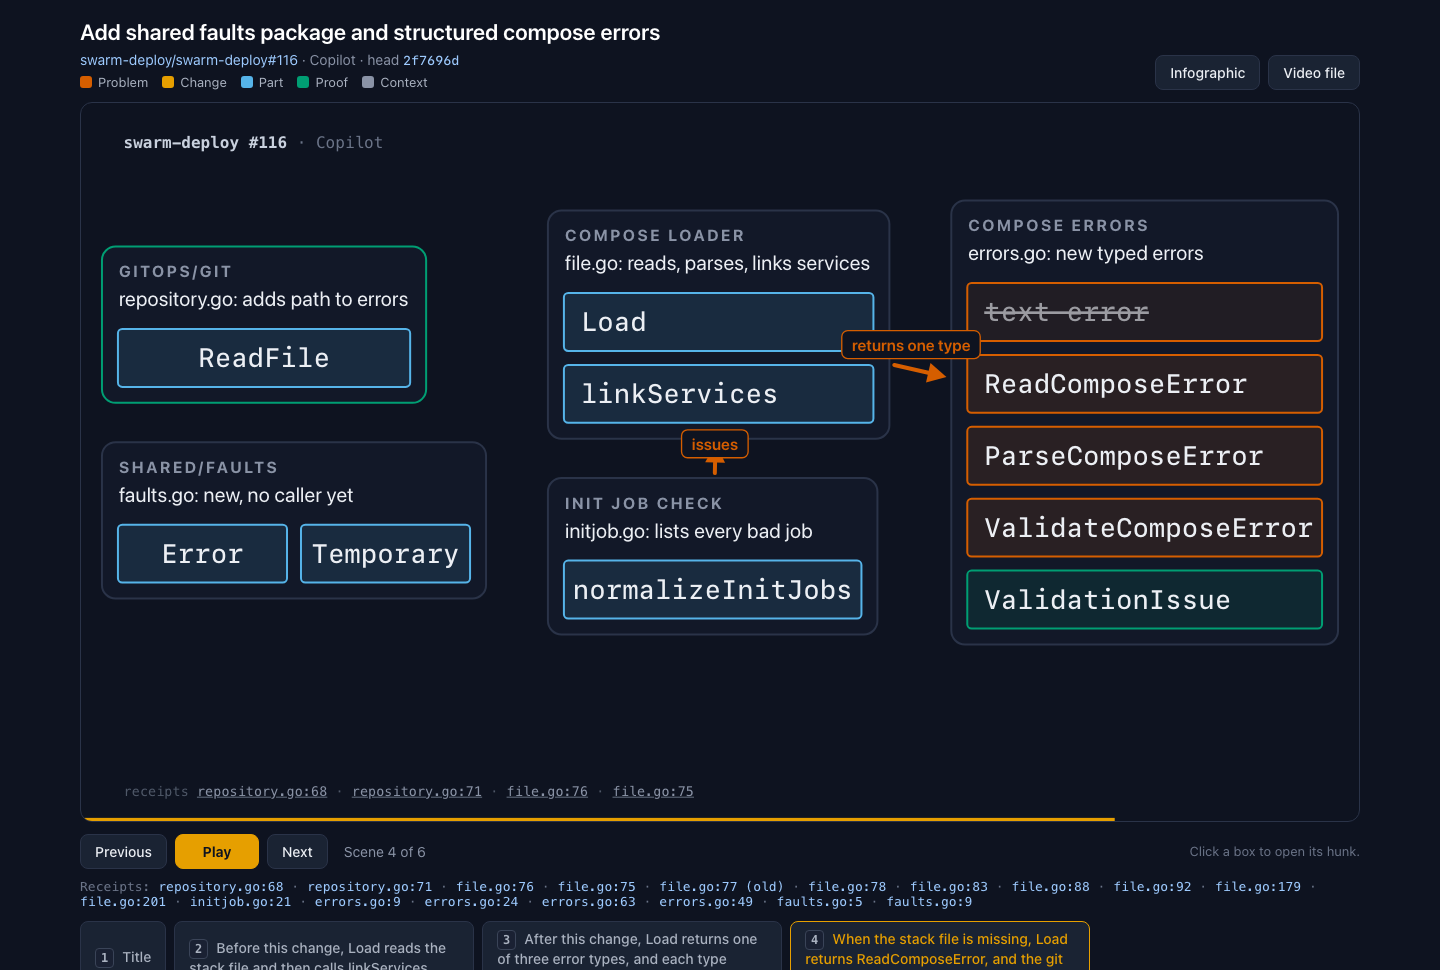 Add shared faults package and structured compose errors
swarm-deploy/swarm-deploy#116 · Copilot · head 2f7696d
Problem Change Part Proof Context
Infographic Video file
swarm-deploy #116 · Copilot
GITOPS/GIT
repository.go: adds path to errors
ReadFile
SHARED/FAULTS
faults.go: new, no caller yet
Error Temporary
COMPOSE LOADER
file.go: reads, parses, links services
Load
linkServices
returns one type
issues
INIT JOB CHECK
initjob.go: lists every bad job
normalizeInitJobs
COMPOSE ERRORS
errors.go: new typed errors
text error
ReadComposeError
ParseComposeError
ValidateComposeError
ValidationIssue
receipts repository.go:68 · repository.go:71 · file.go:76 · file.go:75
Previous Play Next Scene 4 of 6
Click a box to open its hunk.
Receipts: repository.go:68 · repository.go:71 · file.go:76 · file.go:75 · file.go:77 (old) · file.go:78 · file.go:83 · file.go:88 · file.go:92 · file.go:179 ·
file.go:201 · initjob.go:21 · errors.go:9 · errors.go:24 · errors.go:63 · errors.go:49 · faults.go:5 · faults.go:9
1 Title
2 Before this change, Load reads the
stack file and then calls linkServices
3 After this change, Load returns one
of three error types, and each type
4 When the stack file is missing, Load
returns ReadComposeError, and the git